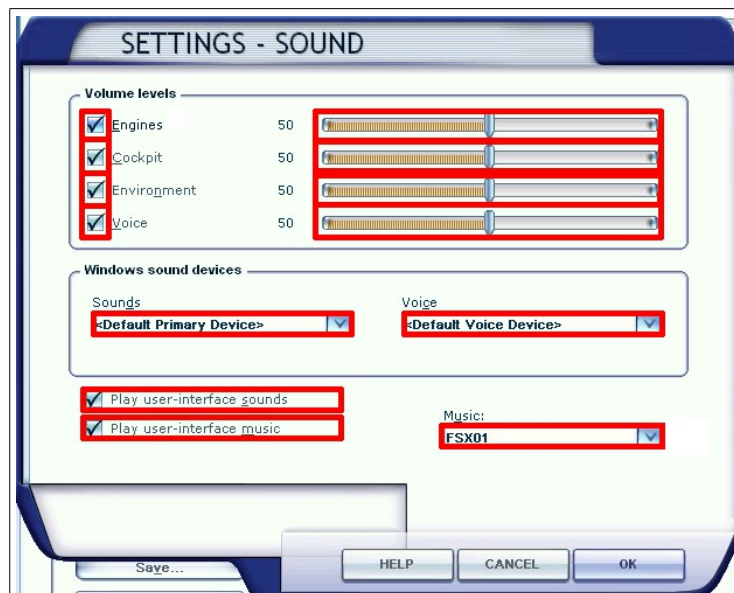 SETTINGS - SOUND
Volume levels
Engines 50
Cockpit 50
Environment 50
Voice 50
Windows sound devices
Sounds Voice
<Default Primary Device> <Default Voice Device>
Play user-interface sounds
Music:
Play user-interface music
FSX01
HELP CANCEL OK
Save...